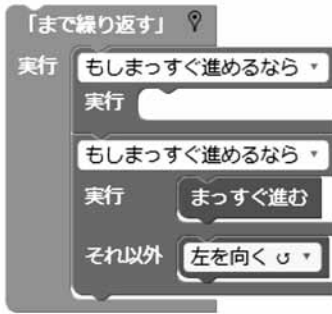 「まで繰り返す」
実行
もしまっすぐ進めるなら
実行
もしまっすぐ進めるなら
実行
まっすぐ進む
それ以外
左を向く ↺